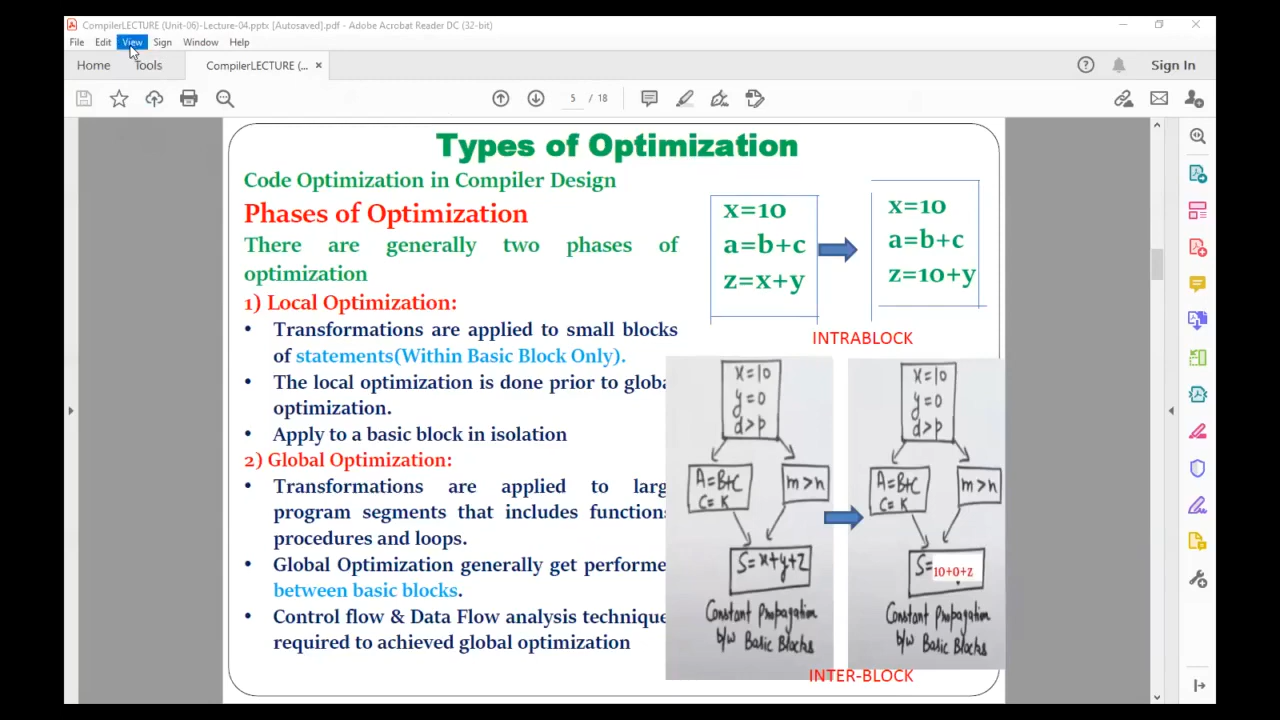 CompilerLECTURE (Unit-06)-Lecture-04.pptx [Autosaved].pdf - Adobe Acrobat Reader DC (32-bit)
File Edit View Sign Window Help
Home Tools CompilerLECTURE (... ×
Sign In
5 / 18
Types of Optimization
Code Optimization in Compiler Design
Phases of Optimization
There are generally two phases of
optimization
1) Local Optimization:
• Transformations are applied to small blocks
of statements(Within Basic Block Only).
• The local optimization is done prior to globa
optimization.
• Apply to a basic block in isolation
2) Global Optimization:
• Transformations are applied to larg
program segments that includes function
procedures and loops.
• Global Optimization generally get performe
between basic blocks.
• Control flow & Data Flow analysis technique
required to achieved global optimization
x=10
a=b+c
z=x+y
x=10
a=b+c
z=10+y
INTRABLOCK
x=10
y=0
d>p
A=B+C
C=K
m>n
S=x+y+z
Constant Propagation
b/w Basic Blocks
x=10
y=0
d>p
A=B+C
C=K
m>n
S=10+0+z
Constant Propagation
b/w Basic Blocks
INTER-BLOCK